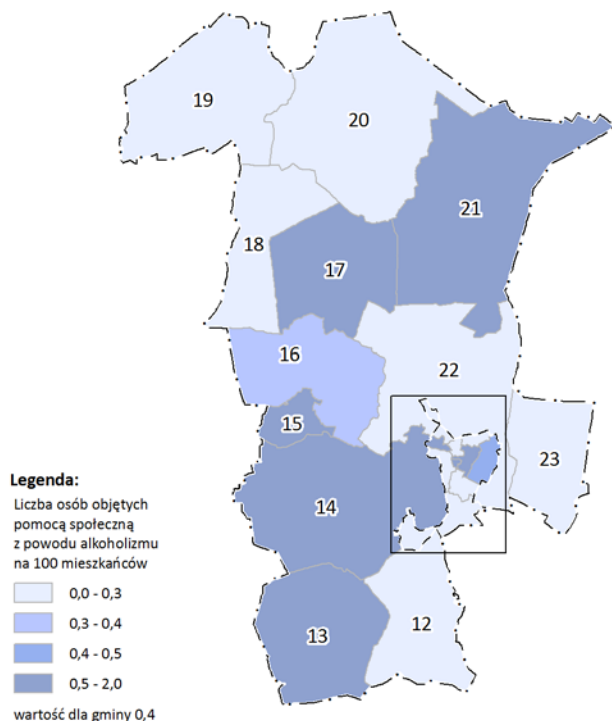 19
20
21
18
17
16
22
15
23
14
13
12
Legenda:
Liczba osób objętych
pomocą społeczną
z powodu alkoholizmu
na 100 mieszkańców
0,0 - 0,3
0,3 - 0,4
0,4 - 0,5
0,5 - 2,0
wartość dla gminy 0,4